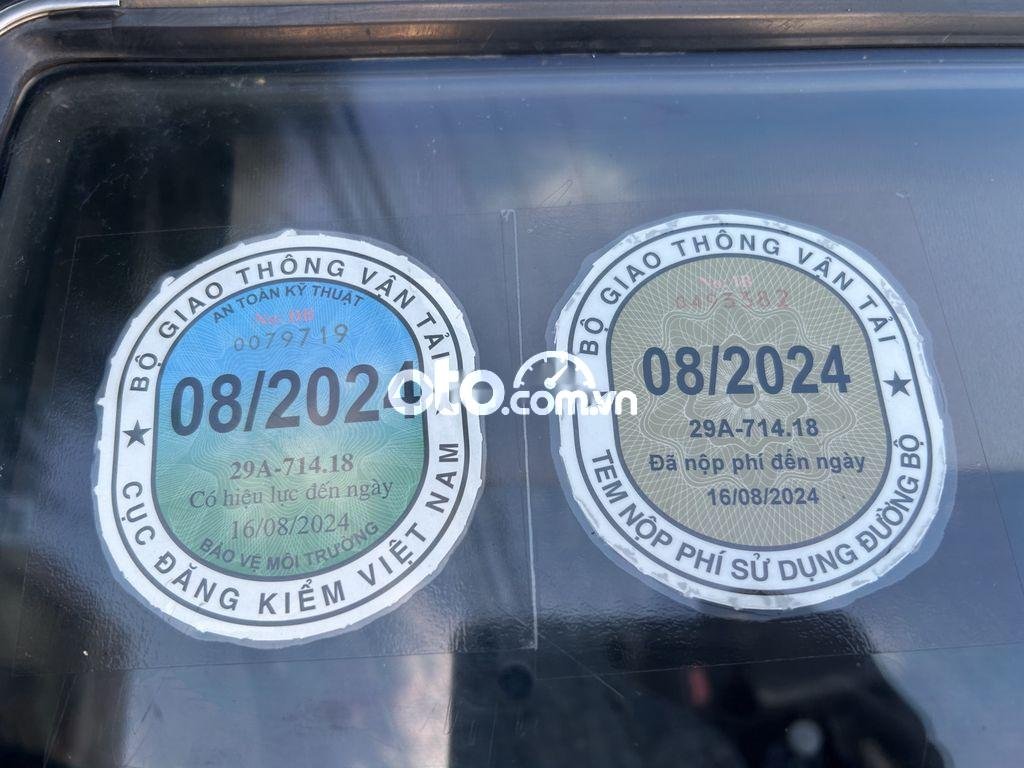 BỘ GIAO THÔNG VẬN TẢI
AN TOÀN KỸ THUẬT
0079719
08/2024
29A-714.18
Có hiệu lực đến ngày
16/08/2024
BẢO VỆ MÔI TRƯỜNG
CỤC ĐĂNG KIỂM VIỆT NAM
oto.com.vn
BỘ GIAO THÔNG VẬN TẢI
0493382
08/2024
29A-714.18
Đã nộp phí đến ngày
16/08/2024
TEM NỘP PHÍ SỬ DỤNG ĐƯỜNG BỘ